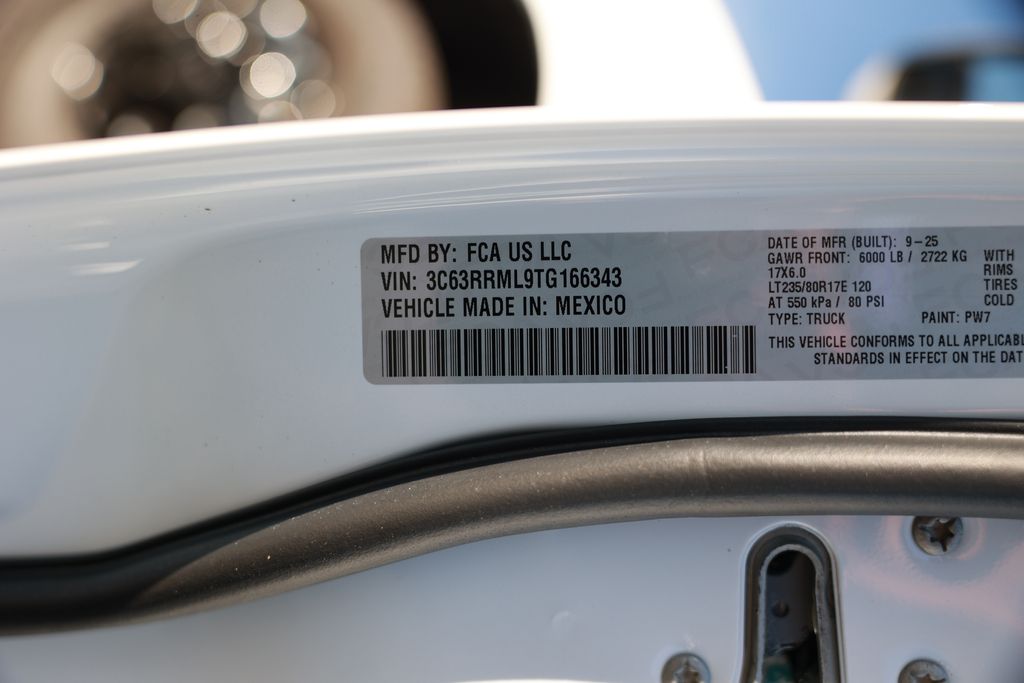 MFD BY: FCA US LLC
VIN: 3C63RRML9TG166343
VEHICLE MADE IN: MEXICO
DATE OF MFR (BUILT): 9-25
GAWR FRONT: 6000 LB / 2722 KG WITH
17X6.0 RIMS
LT235/80R17E 120 TIRES
AT 550 kPa / 80 PSI COLD
TYPE: TRUCK PAINT: PW7
THIS VEHICLE CONFORMS TO ALL APPLICABL
STANDARDS IN EFFECT ON THE DAT